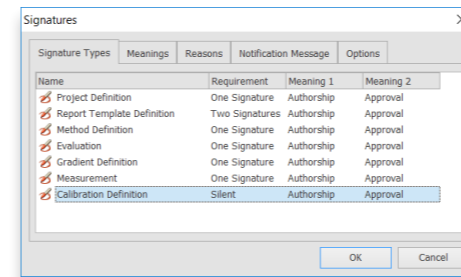 Signatures
Signature Types Meanings Reasons Notification Message Options
Name Requirement Meaning 1 Meaning 2
Project Definition One Signature Authorship Approval
Report Template Definition Two Signatures Authorship Approval
Method Definition One Signature Authorship Approval
Evaluation One Signature Authorship Approval
Gradient Definition One Signature Authorship Approval
Measurement One Signature Authorship Approval
Calibration Definition Silent Authorship Approval
OK Cancel